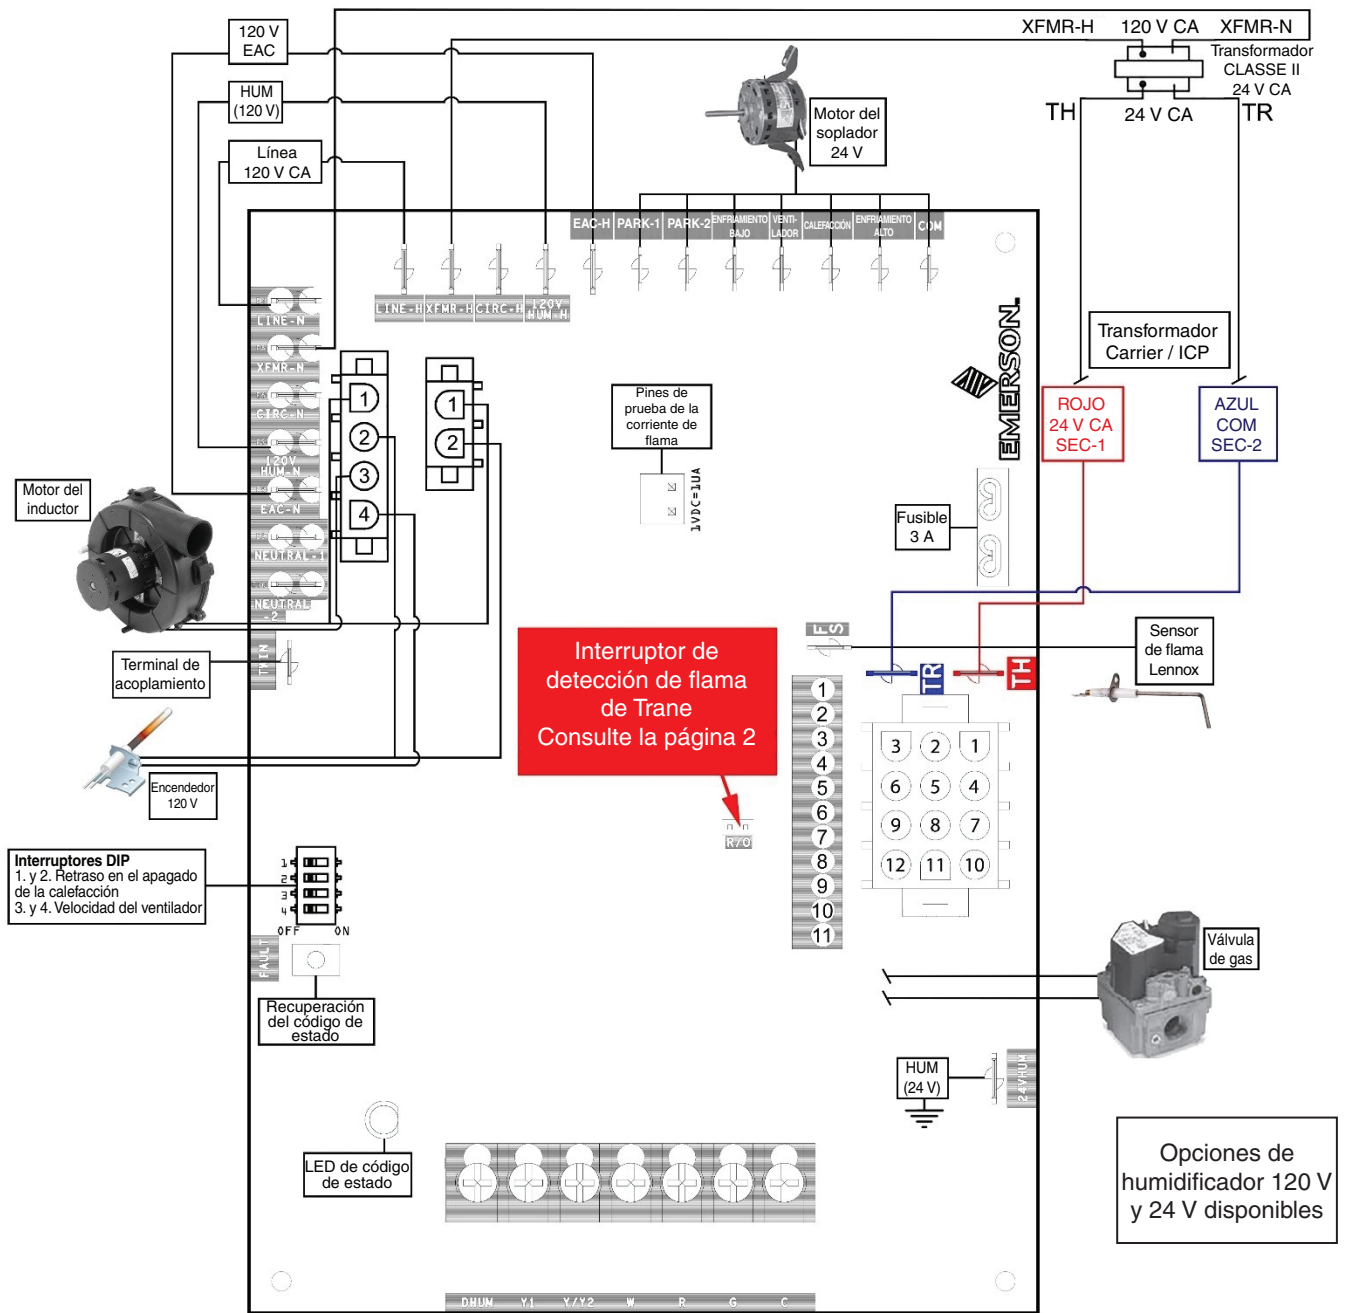 XFMR-H 120 V CA XFMR-N
Transformador
CLASSE II
24 V CA
TH 24 V CA TR
120 V
EAC
HUM
(120 V)
Línea
120 V CA
Motor del
soplador
24 V
EAC-H PARK-1 PARK-2 ENFRIAMIENTO BAJO VENTI-LADOR CALEFACCIÓN ENFRIAMIENTO ALTO COM
LINE-H XFMR-H CIRC-H 120V HUM-H
LINE-N
XFMR-N
CIRC-N
120V
HUM-N
EAC-N
NEUTRAL-1
NEUTRAL
-2
TWIN
1
2
3
4
1
2
Pines de
prueba de la
corriente de
flama
1VDC=1UA
EMERSON™
Transformador
Carrier / ICP
ROJO
24 V CA
SEC-1
AZUL
COM
SEC-2
Fusible
3 A
Motor del
inductor
Terminal de
acoplamiento
Encendedor
120 V
Interruptor de
detección de flama
de Trane
Consulte la página 2
R/O
FS
TR
TH
Sensor
de flama
Lennox
1
2
3
4
5
6
7
8
9
10
11
3 2 1
6 5 4
9 8 7
12 11 10
Interruptores DIP
1. y 2. Retraso en el apagado
de la calefacción
3. y 4. Velocidad del ventilador
1
2
3
4
OFF ON
FAULT
Recuperación
del código de
estado
LED de código
de estado
Válvula
de gas
HUM
(24 V)
24VHUM
Opciones de
humidificador 120 V
y 24 V disponibles
DHUM Y1 Y/Y2 W R G C